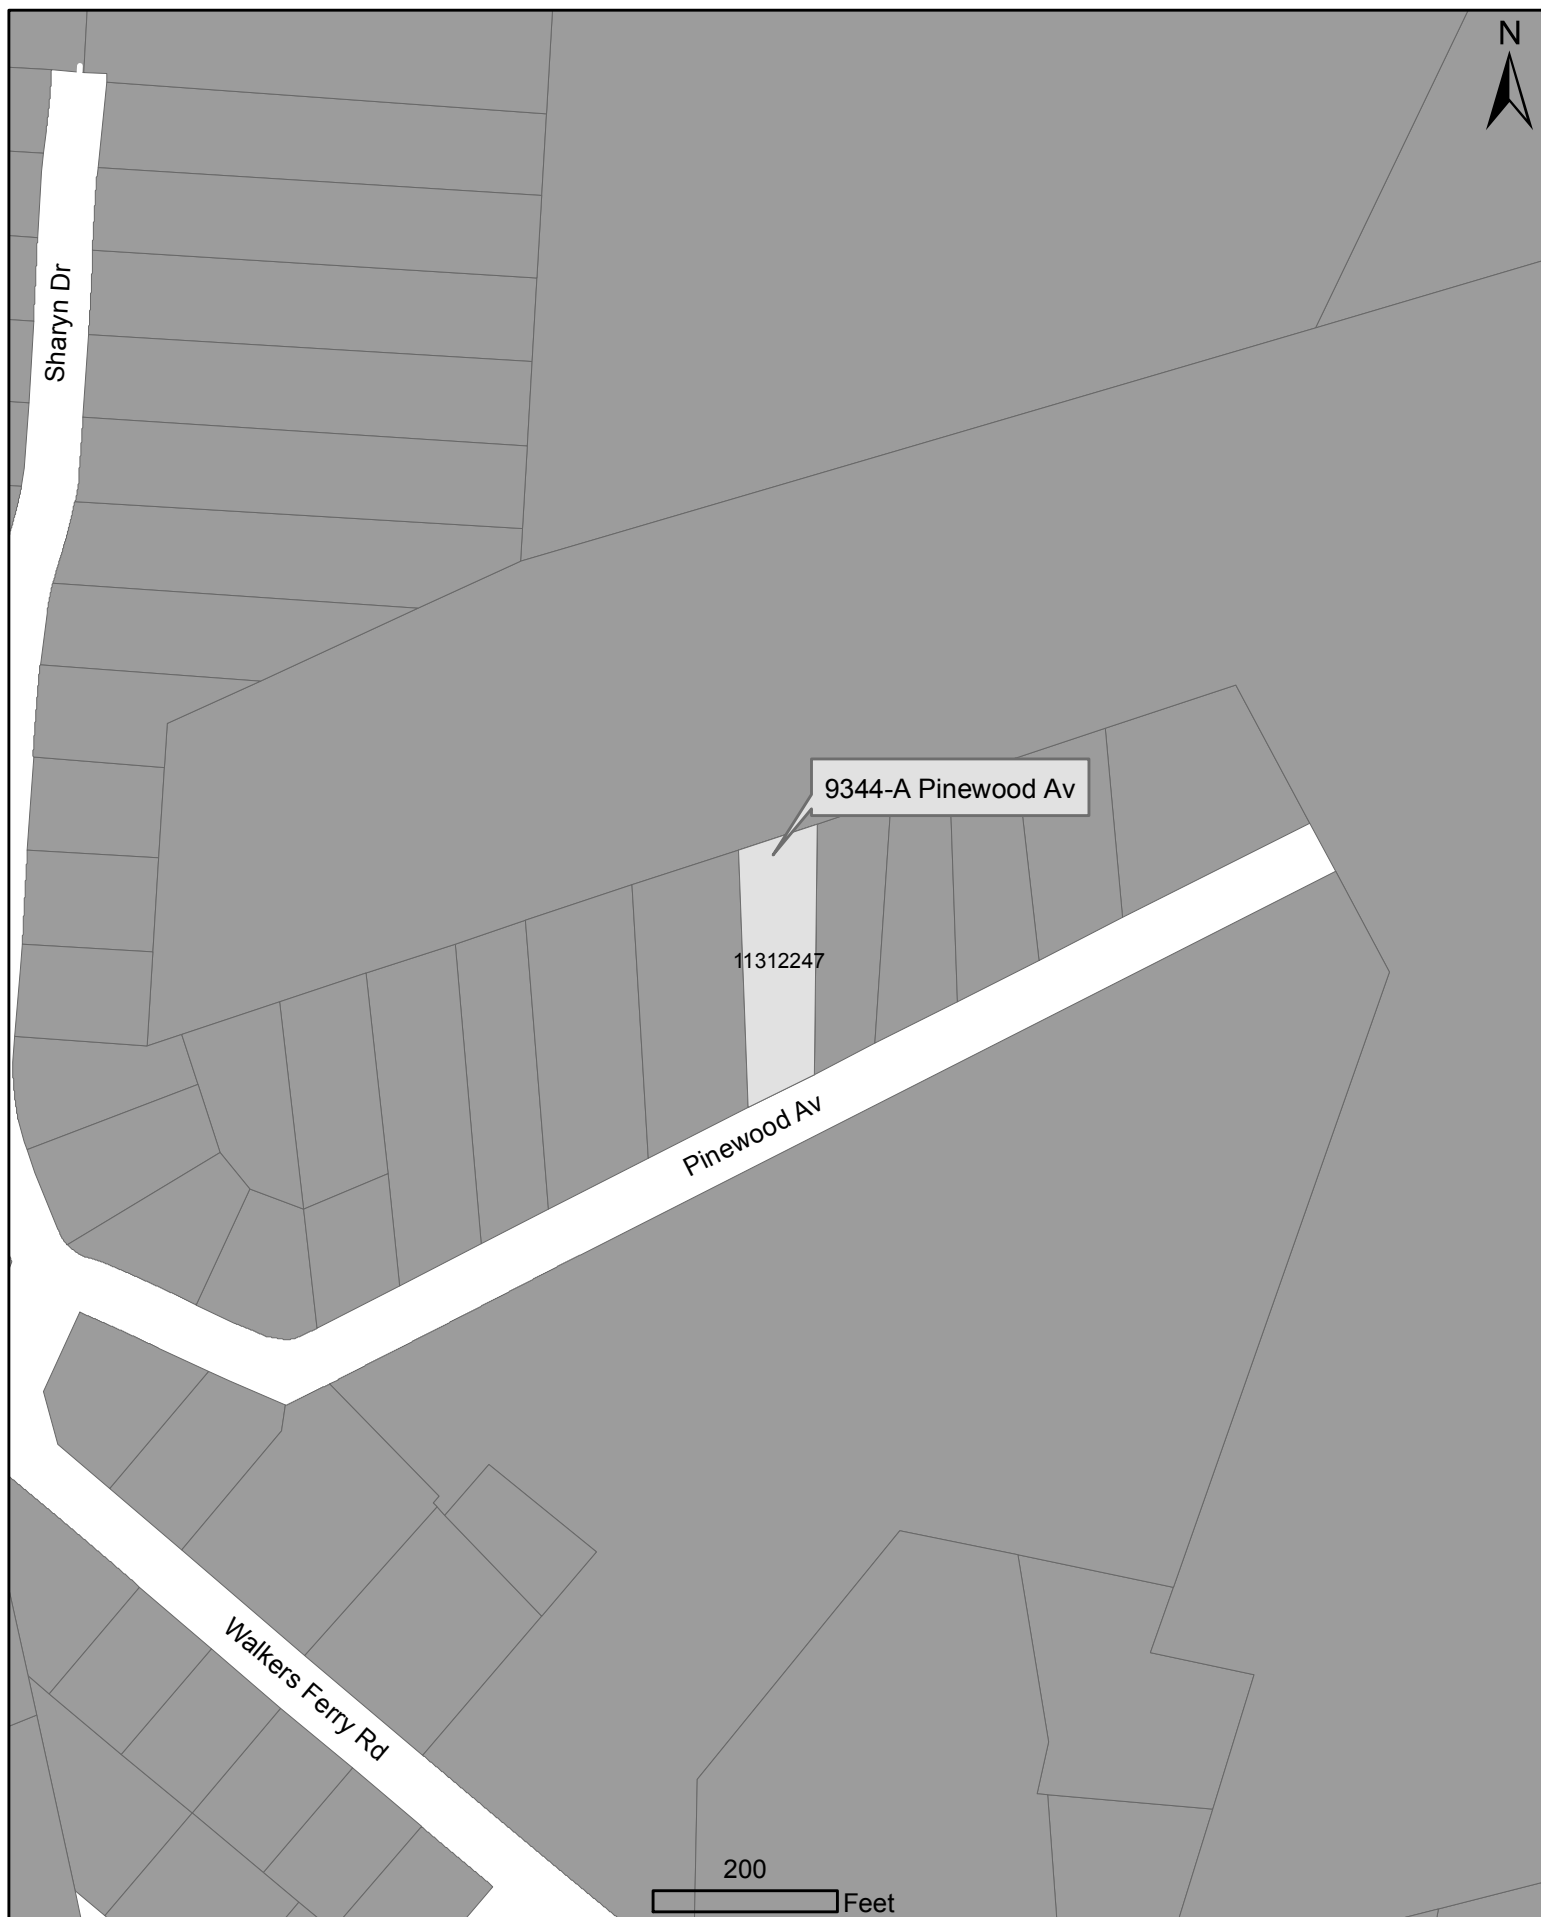 N
Sharyn Dr
9344-A Pinewood Av
11312247
Pinewood Av
Walkers Ferry Rd
200
Feet